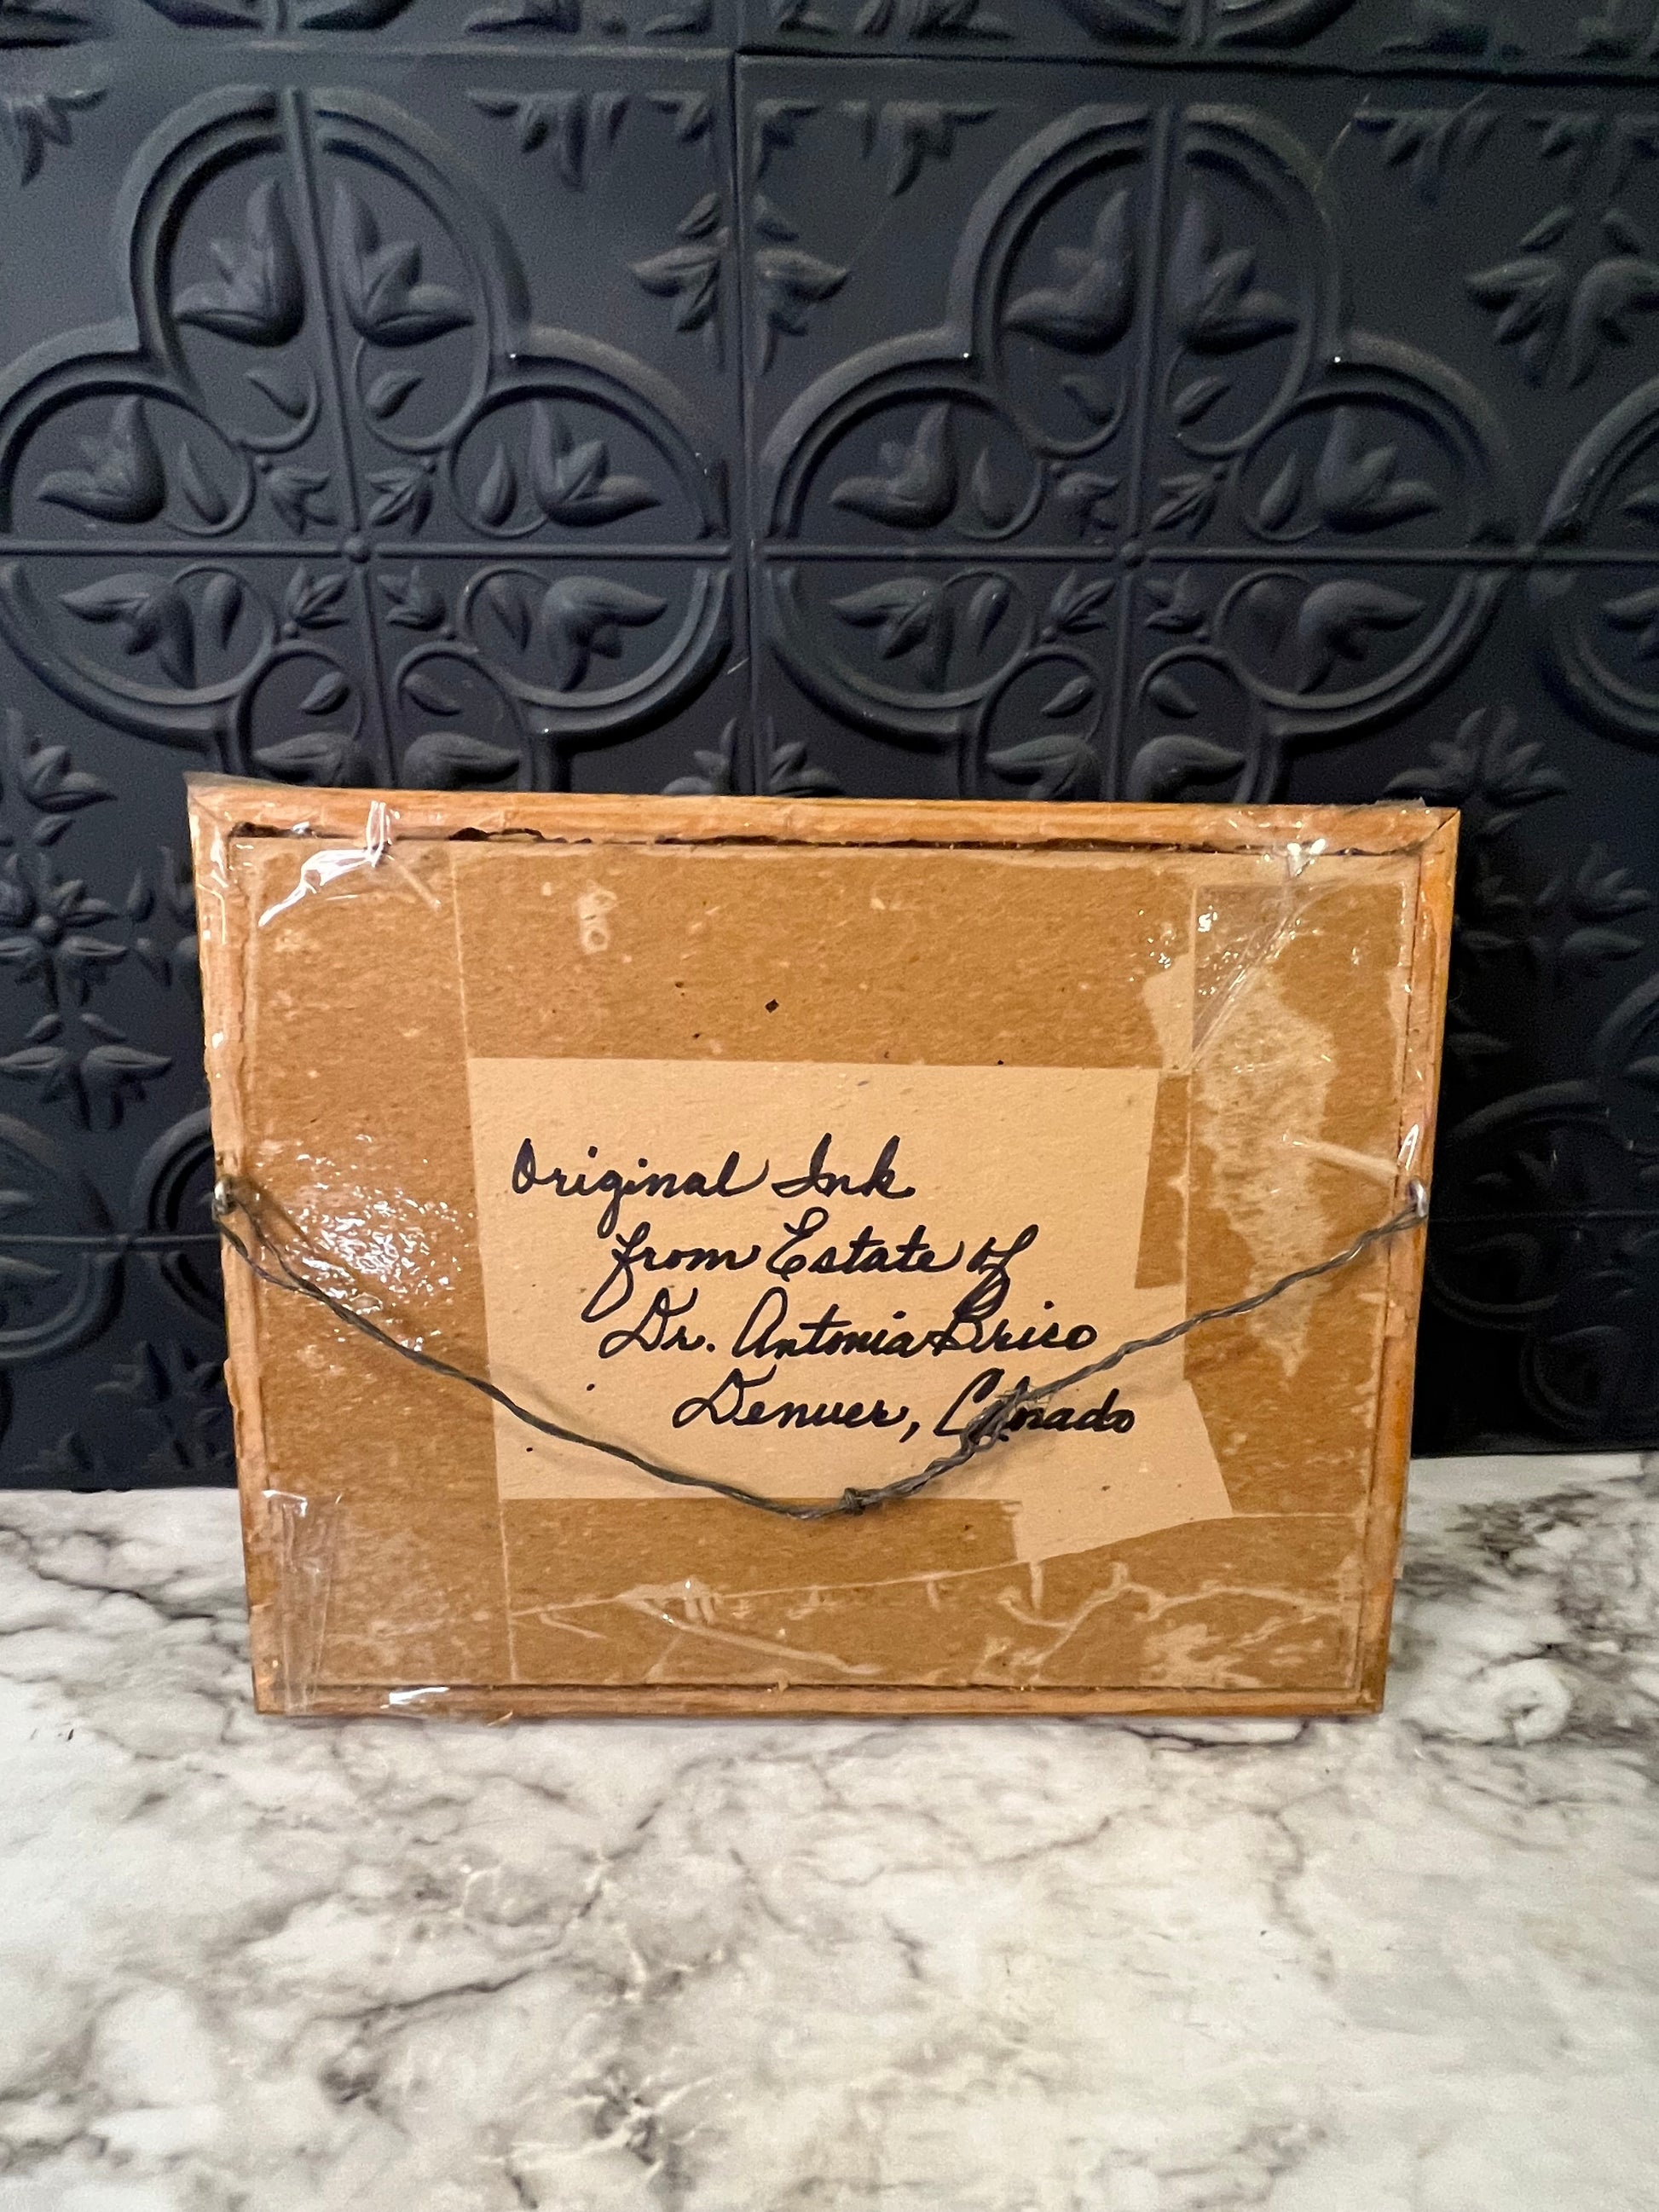 Original Ink
from Estate of
Dr. Antonia Brico
Denver, Colorado